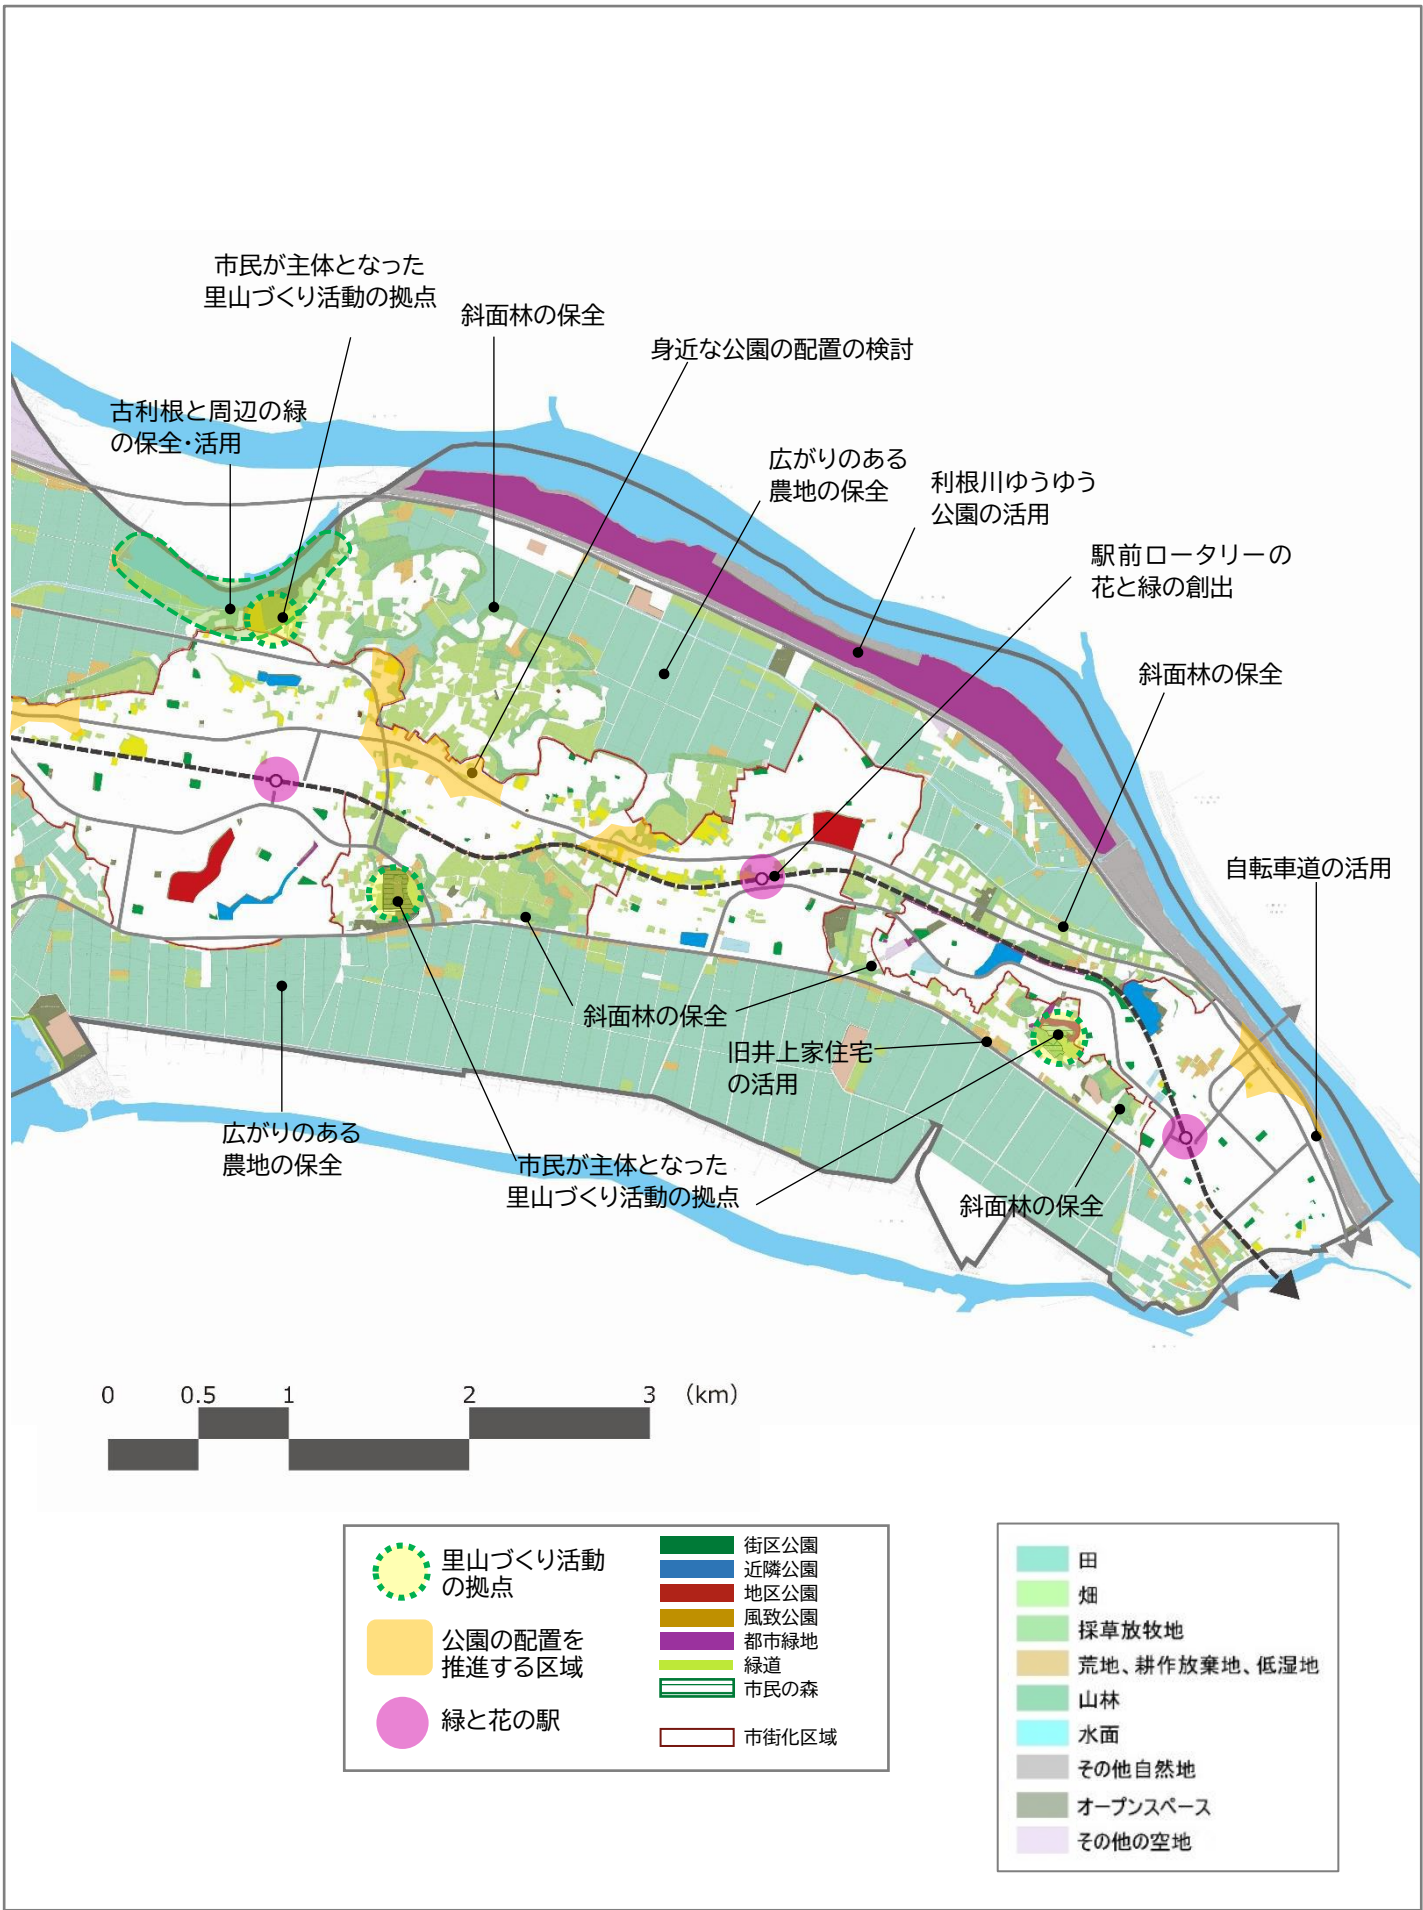 市民が主体となった
里山づくり活動の拠点
斜面林の保全
身近な公園の配置の検討
古利根と周辺の緑
の保全・活用
広がりのある
農地の保全
利根川ゆうゆう
公園の活用
駅前ロータリーの
花と緑の創出
斜面林の保全
自転車道の活用
斜面林の保全
旧井上家住宅
の活用
広がりのある
農地の保全
市民が主体となった
里山づくり活動の拠点
斜面林の保全
0 0.5 1 2 3 (km)
里山づくり活動
の拠点
公園の配置を
推進する区域
緑と花の駅
街区公園
近隣公園
地区公園
風致公園
都市緑地
緑道
市民の森
市街化区域
田
畑
採草放牧地
荒地、耕作放棄地、低湿地
山林
水面
その他自然地
オープンスペース
その他の空地